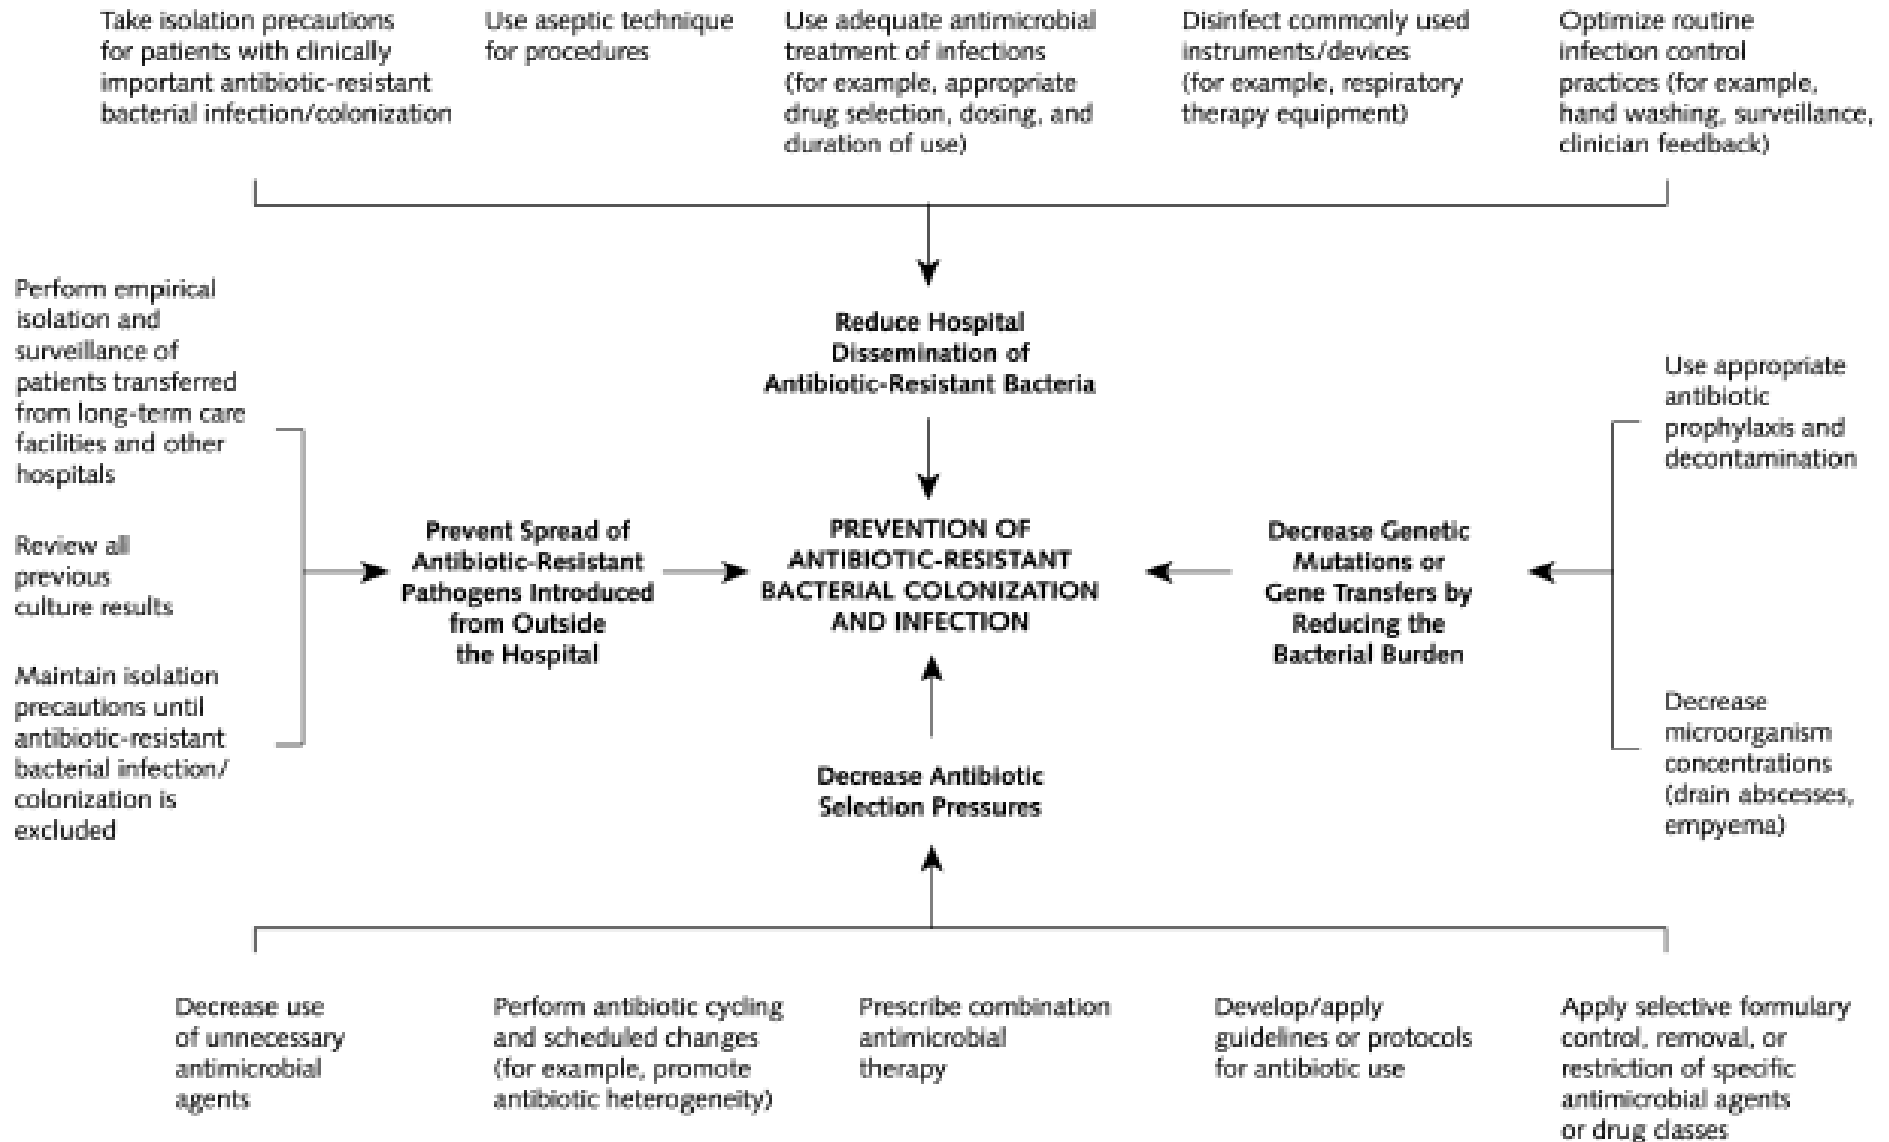 Take isolation precautions
for patients with clinically
important antibiotic-resistant
bacterial infection/colonization
Use aseptic technique
for procedures
Use adequate antimicrobial
treatment of infections
(for example, appropriate
drug selection, dosing, and
duration of use)
Disinfect commonly used
instruments/devices
(for example, respiratory
therapy equipment)
Optimize routine
infection control
practices (for example,
hand washing, surveillance,
clinician feedback)
Perform empirical
isolation and
surveillance of
patients transferred
from long-term care
facilities and other
hospitals
Review all
previous
culture results
Maintain isolation
precautions until
antibiotic-resistant
bacterial infection/
colonization is
excluded
Prevent Spread of
Antibiotic-Resistant
Pathogens Introduced
from Outside
the Hospital
Reduce Hospital
Dissemination of
Antibiotic-Resistant Bacteria
PREVENTION OF
ANTIBIOTIC-RESISTANT
BACTERIAL COLONIZATION
AND INFECTION
Decrease Antibiotic
Selection Pressures
Decrease Genetic
Mutations or
Gene Transfers by
Reducing the
Bacterial Burden
Use appropriate
antibiotic
prophylaxis and
decontamination
Decrease
microorganism
concentrations
(drain abscesses,
empyema)
Decrease use
of unnecessary
antimicrobial
agents
Perform antibiotic cycling
and scheduled changes
(for example, promote
antibiotic heterogeneity)
Prescribe combination
antimicrobial
therapy
Develop/apply
guidelines or protocols
for antibiotic use
Apply selective formulary
control, removal, or
restriction of specific
antimicrobial agents
or drug classes